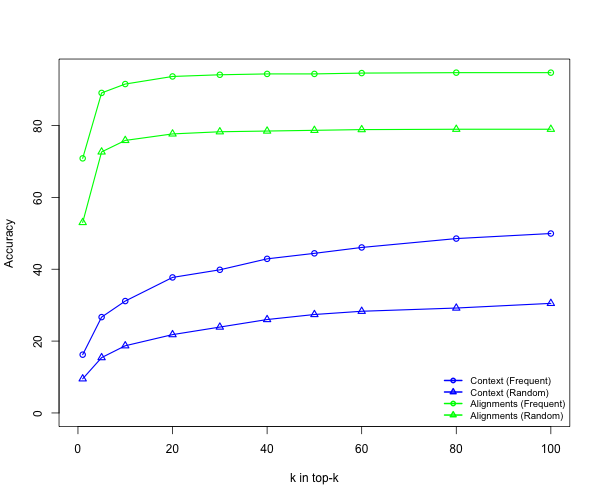 Accuracy
80
60
40
20
0
0 20 40 60 80 100
k in top-k
Context (Frequent)
Context (Random)
Alignments (Frequent)
Alignments (Random)